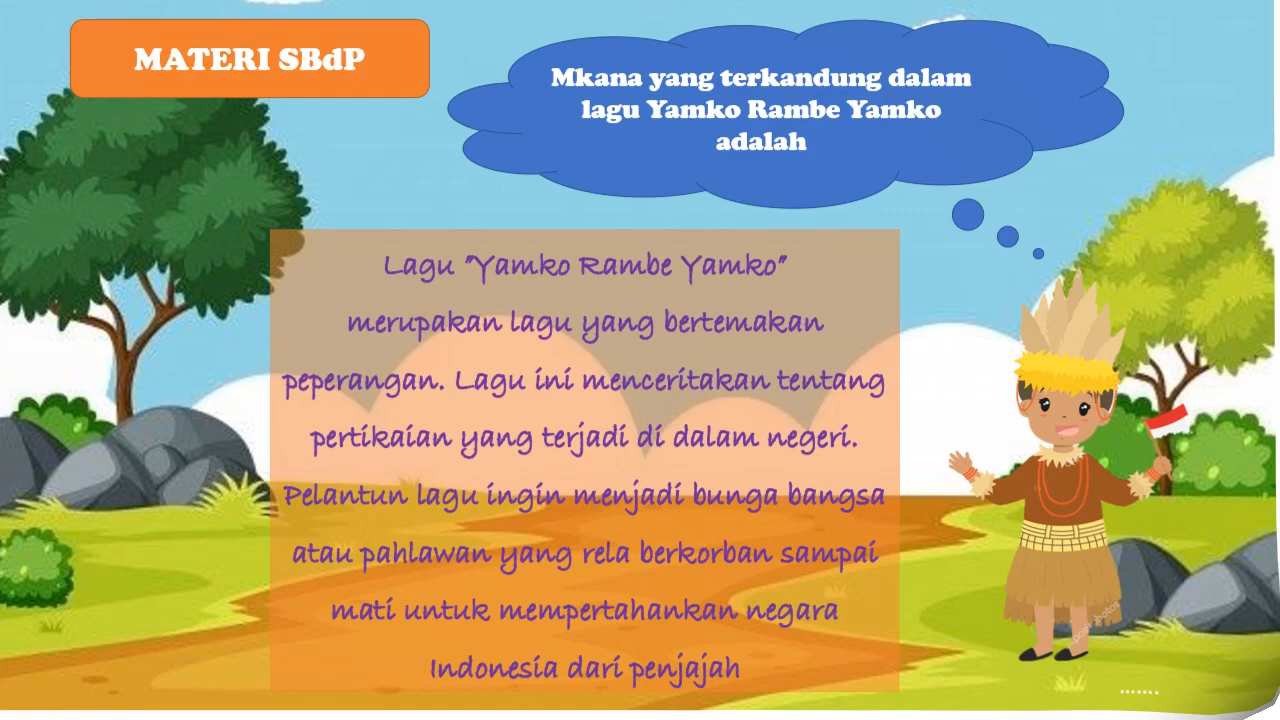 MATERI SBdP
Mkana yang terkandung dalam
lagu Yamko Rambe Yamko
adalah
Lagu "Yamko Rambe Yamko"
merupakan lagu yang bertemakan
peperangan. Lagu ini menceritakan tentang
pertikaian yang terjadi di dalam negeri.
Pelantun lagu ingin menjadi bunga bangsa
atau pahlawan yang rela berkorban sampai
mati untuk mempertahankan negara
Indonesia dari penjajah
.......